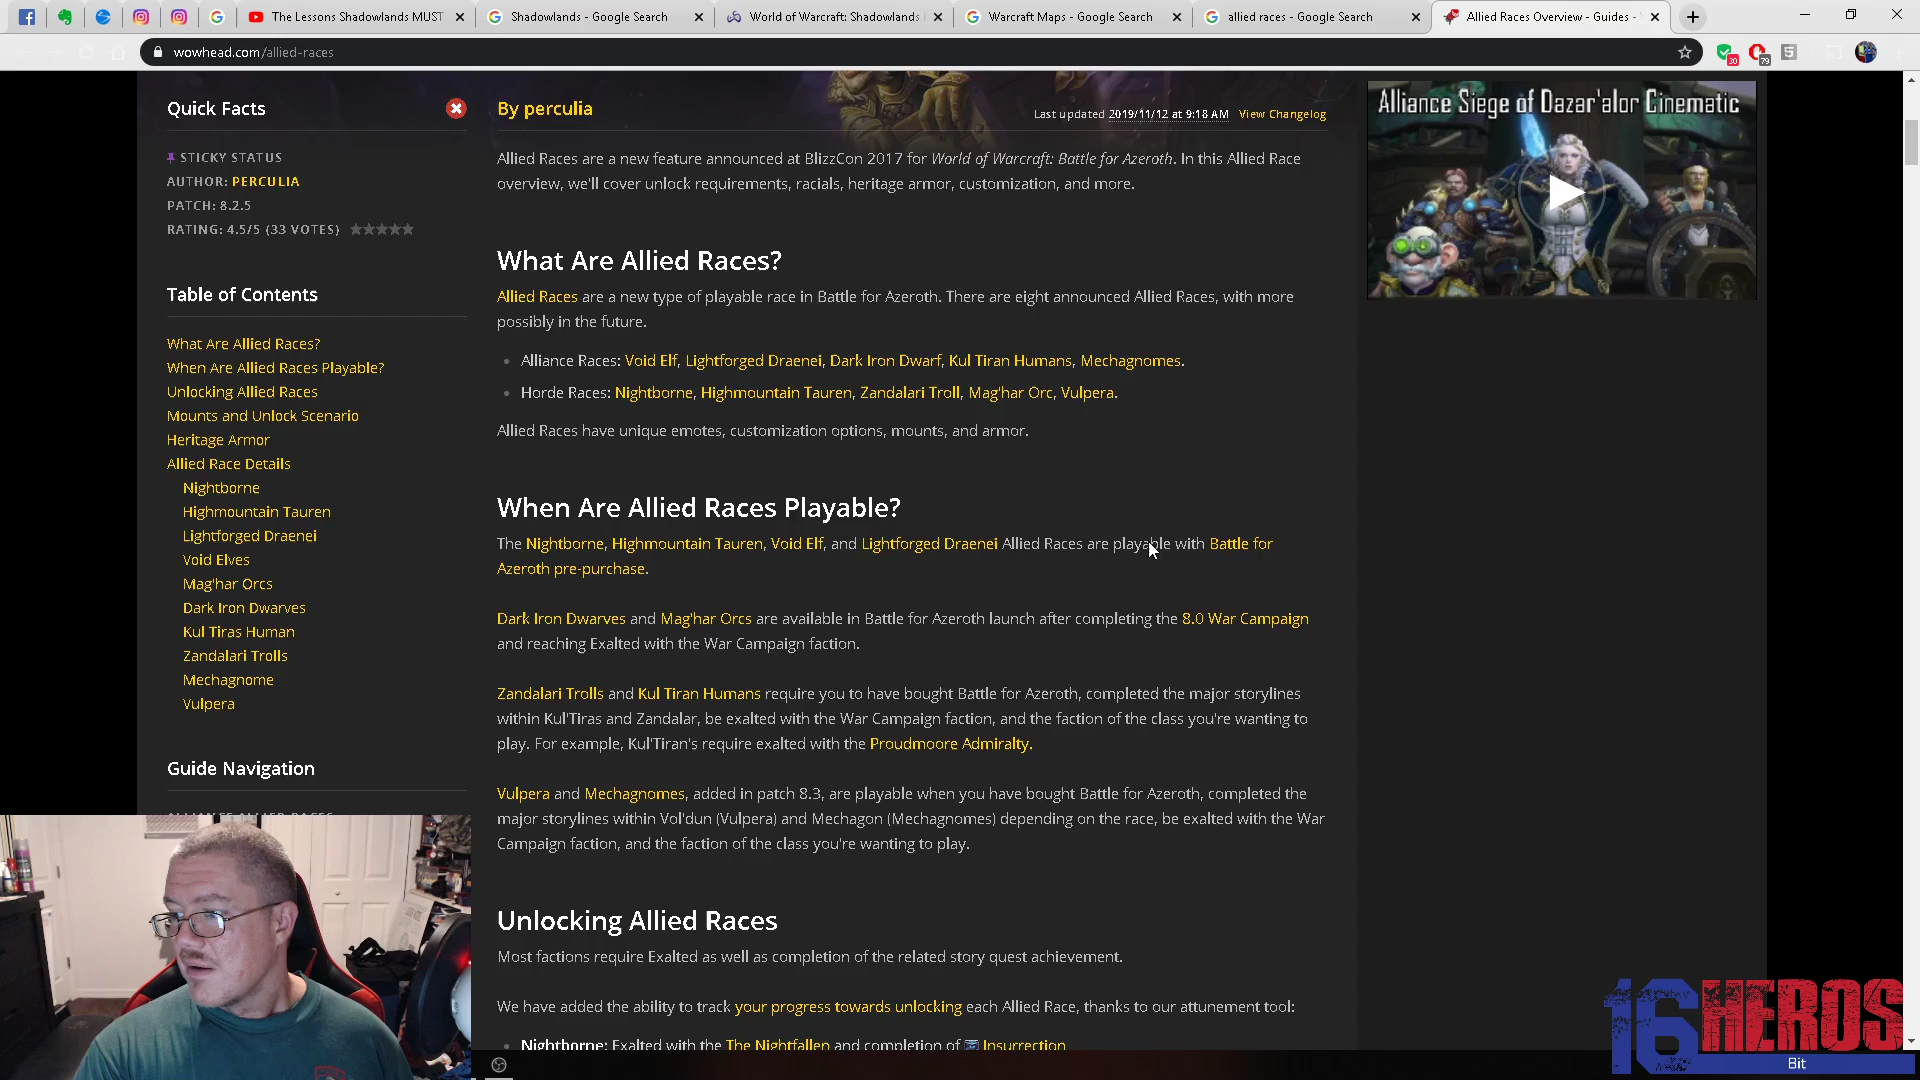 The Lessons Shadowlands MUST
Shadowlands - Google Search
World of Warcraft: Shadowlands
Warcraft Maps - Google Search
allied races - Google Search
Allied Races Overview - Guides -
wowhead.com/allied-races
30
79
Quick Facts
STICKY STATUS
AUTHOR: PERCULIA
PATCH: 8.2.5
RATING: 4.5/5 (33 VOTES)
Table of Contents
What Are Allied Races?
When Are Allied Races Playable?
Unlocking Allied Races
Mounts and Unlock Scenario
Heritage Armor
Allied Race Details
Nightborne
Highmountain Tauren
Lightforged Draenei
Void Elves
Mag'har Orcs
Dark Iron Dwarves
Kul Tiras Human
Zandalari Trolls
Mechagnome
Vulpera
Guide Navigation
By perculia
Last updated 2019/11/12 at 9:18 AM View Changelog
Allied Races are a new feature announced at BlizzCon 2017 for World of Warcraft: Battle for Azeroth. In this Allied Race
overview, we'll cover unlock requirements, racials, heritage armor, customization, and more.
What Are Allied Races?
Allied Races are a new type of playable race in Battle for Azeroth. There are eight announced Allied Races, with more
possibly in the future.
• Alliance Races: Void Elf, Lightforged Draenei, Dark Iron Dwarf, Kul Tiran Humans, Mechagnomes.
• Horde Races: Nightborne, Highmountain Tauren, Zandalari Troll, Mag'har Orc, Vulpera.
Allied Races have unique emotes, customization options, mounts, and armor.
When Are Allied Races Playable?
The Nightborne, Highmountain Tauren, Void Elf, and Lightforged Draenei Allied Races are playable with Battle for
Azeroth pre-purchase.
Dark Iron Dwarves and Mag'har Orcs are available in Battle for Azeroth launch after completing the 8.0 War Campaign
and reaching Exalted with the War Campaign faction.
Zandalari Trolls and Kul Tiran Humans require you to have bought Battle for Azeroth, completed the major storylines
within Kul'Tiras and Zandalar, be exalted with the War Campaign faction, and the faction of the class you're wanting to
play. For example, Kul'Tiran's require exalted with the Proudmoore Admiralty.
Vulpera and Mechagnomes, added in patch 8.3, are playable when you have bought Battle for Azeroth, completed the
major storylines within Vol'dun (Vulpera) and Mechagon (Mechagnomes) depending on the race, be exalted with the War
Campaign faction, and the faction of the class you're wanting to play.
Unlocking Allied Races
Most factions require Exalted as well as completion of the related story quest achievement.
We have added the ability to track your progress towards unlocking each Allied Race, thanks to our attunement tool:
• Nightborne: Exalted with the The Nightfallen and completion of Insurrection
Alliance Siege of Dazar'alor Cinematic
16HEROS
Bit